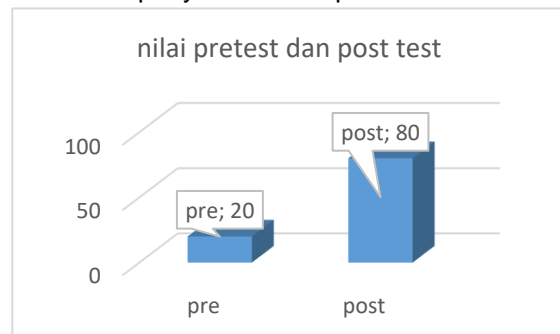 nilai pretest dan post test
post; 80
100
pre; 20
50
0
pre post